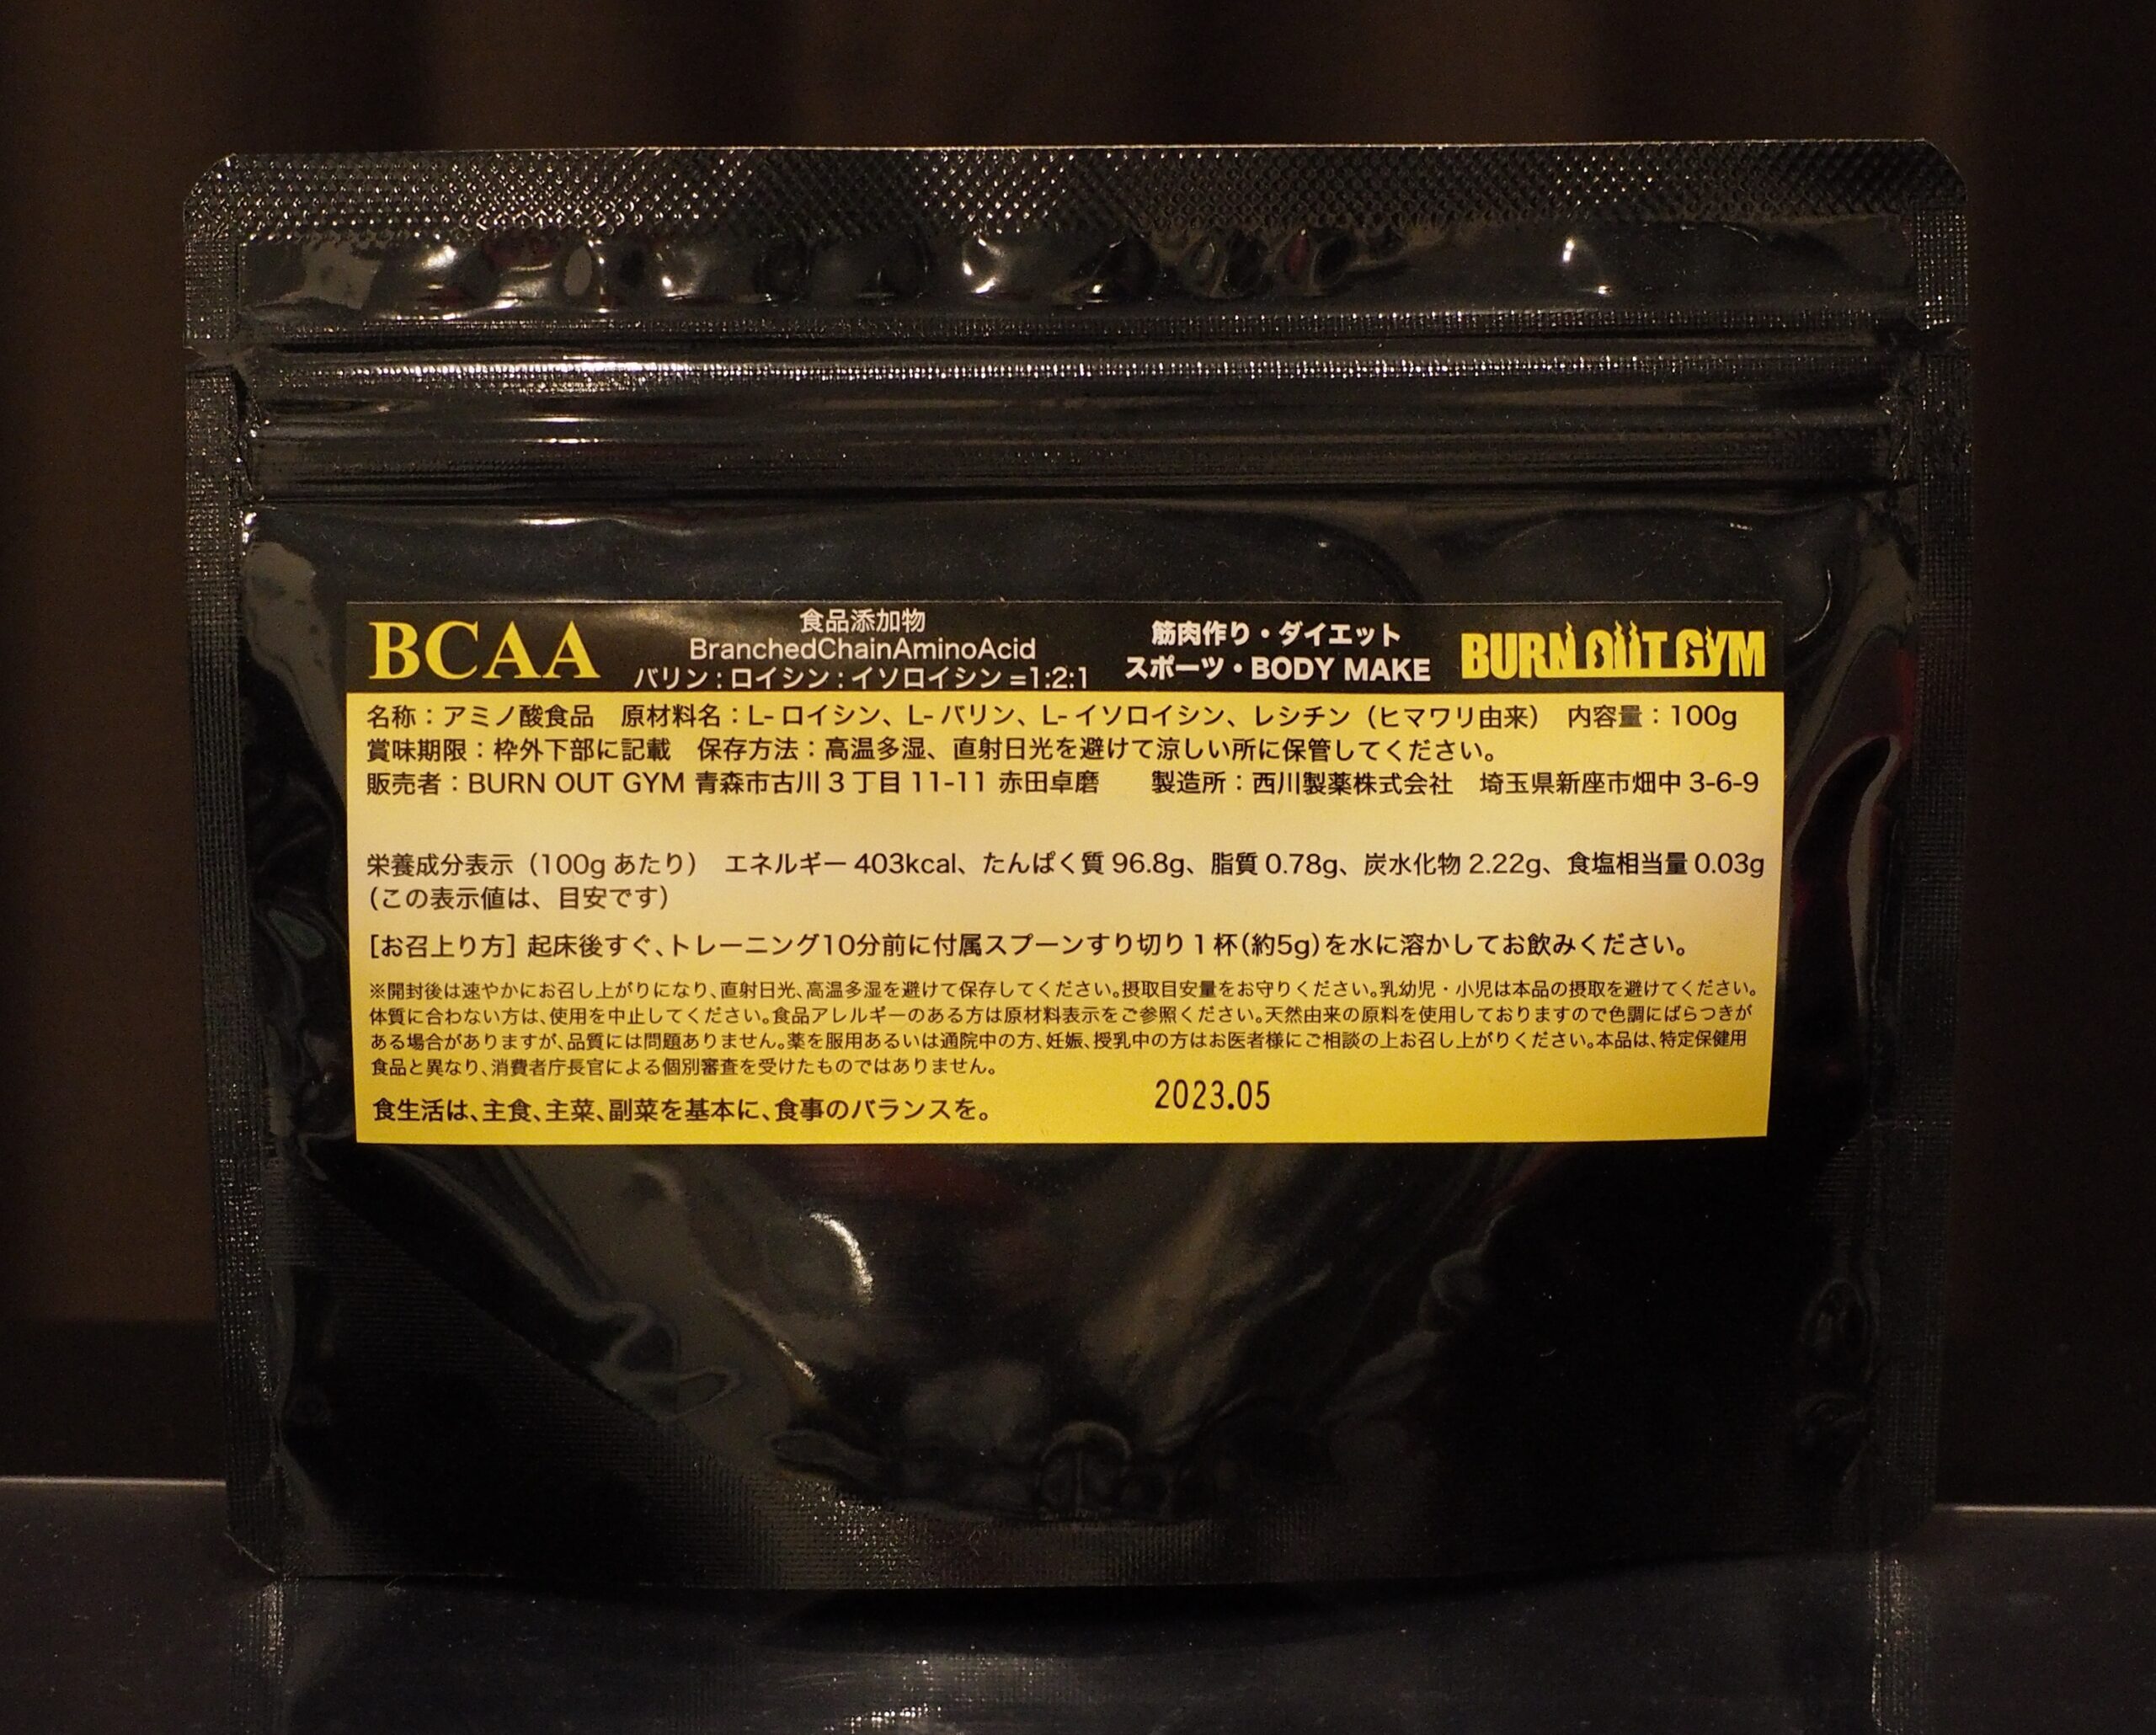 BCAA
食品添加物
BranchedChainAminoAcid
バリン:ロイシン:イソロイシン=1:2:1
筋肉作り・ダイエット
スポーツ・BODY MAKE
BURN OUT GYM
名称：アミノ酸食品　原材料名：L-ロイシン、L-バリン、L-イソロイシン、レシチン（ヒマワリ由来）　内容量：100g
賞味期限：枠外下部に記載　保存方法：高温多湿、直射日光を避けて涼しい所に保管してください。
販売者：BURN OUT GYM 青森市古川3丁目11-11 赤田卓磨　　製造所：西川製薬株式会社　埼玉県新座市畑中3-6-9
栄養成分表示（100gあたり）　エネルギー403kcal、たんぱく質96.8g、脂質0.78g、炭水化物2.22g、食塩相当量0.03g
（この表示値は、目安です）
［お召上り方］起床後すぐ、トレーニング10分前に付属スプーンすり切り1杯（約5g）を水に溶かしてお飲みください。
※開封後は速やかにお召し上がりになり、直射日光、高温多湿を避けて保存してください。摂取目安量をお守りください。乳幼児・小児は本品の摂取を避けてください。
体質に合わない方は、使用を中止してください。食品アレルギーのある方は原材料表示をご参照ください。天然由来の原料を使用しておりますので色調にばらつきが
ある場合がありますが、品質には問題ありません。薬を服用あるいは通院中の方、妊娠、授乳中の方はお医者様にご相談の上お召し上がりください。本品は、特定保健用
食品と異なり、消費者庁長官による個別審査を受けたものではありません。
2023.05
食生活は、主食、主菜、副菜を基本に、食事のバランスを。